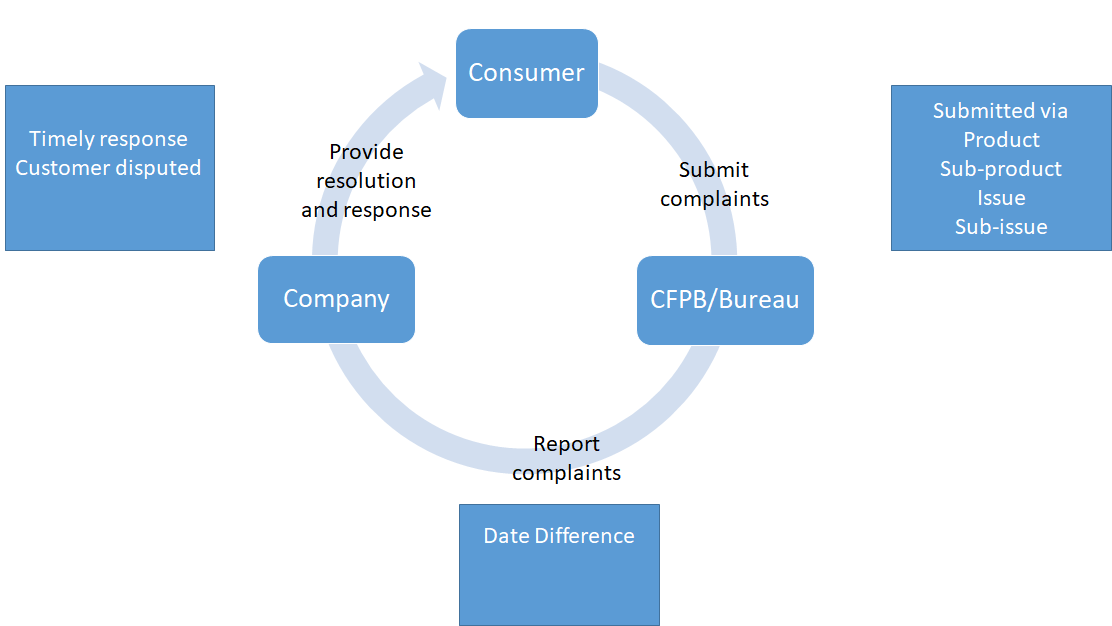 Consumer
Timely response
Customer disputed
Provide
resolution
and response
Submit
complaints
Submitted via
Product
Sub-product
Issue
Sub-issue
Company
CFPB/Bureau
Report
complaints
Date Difference